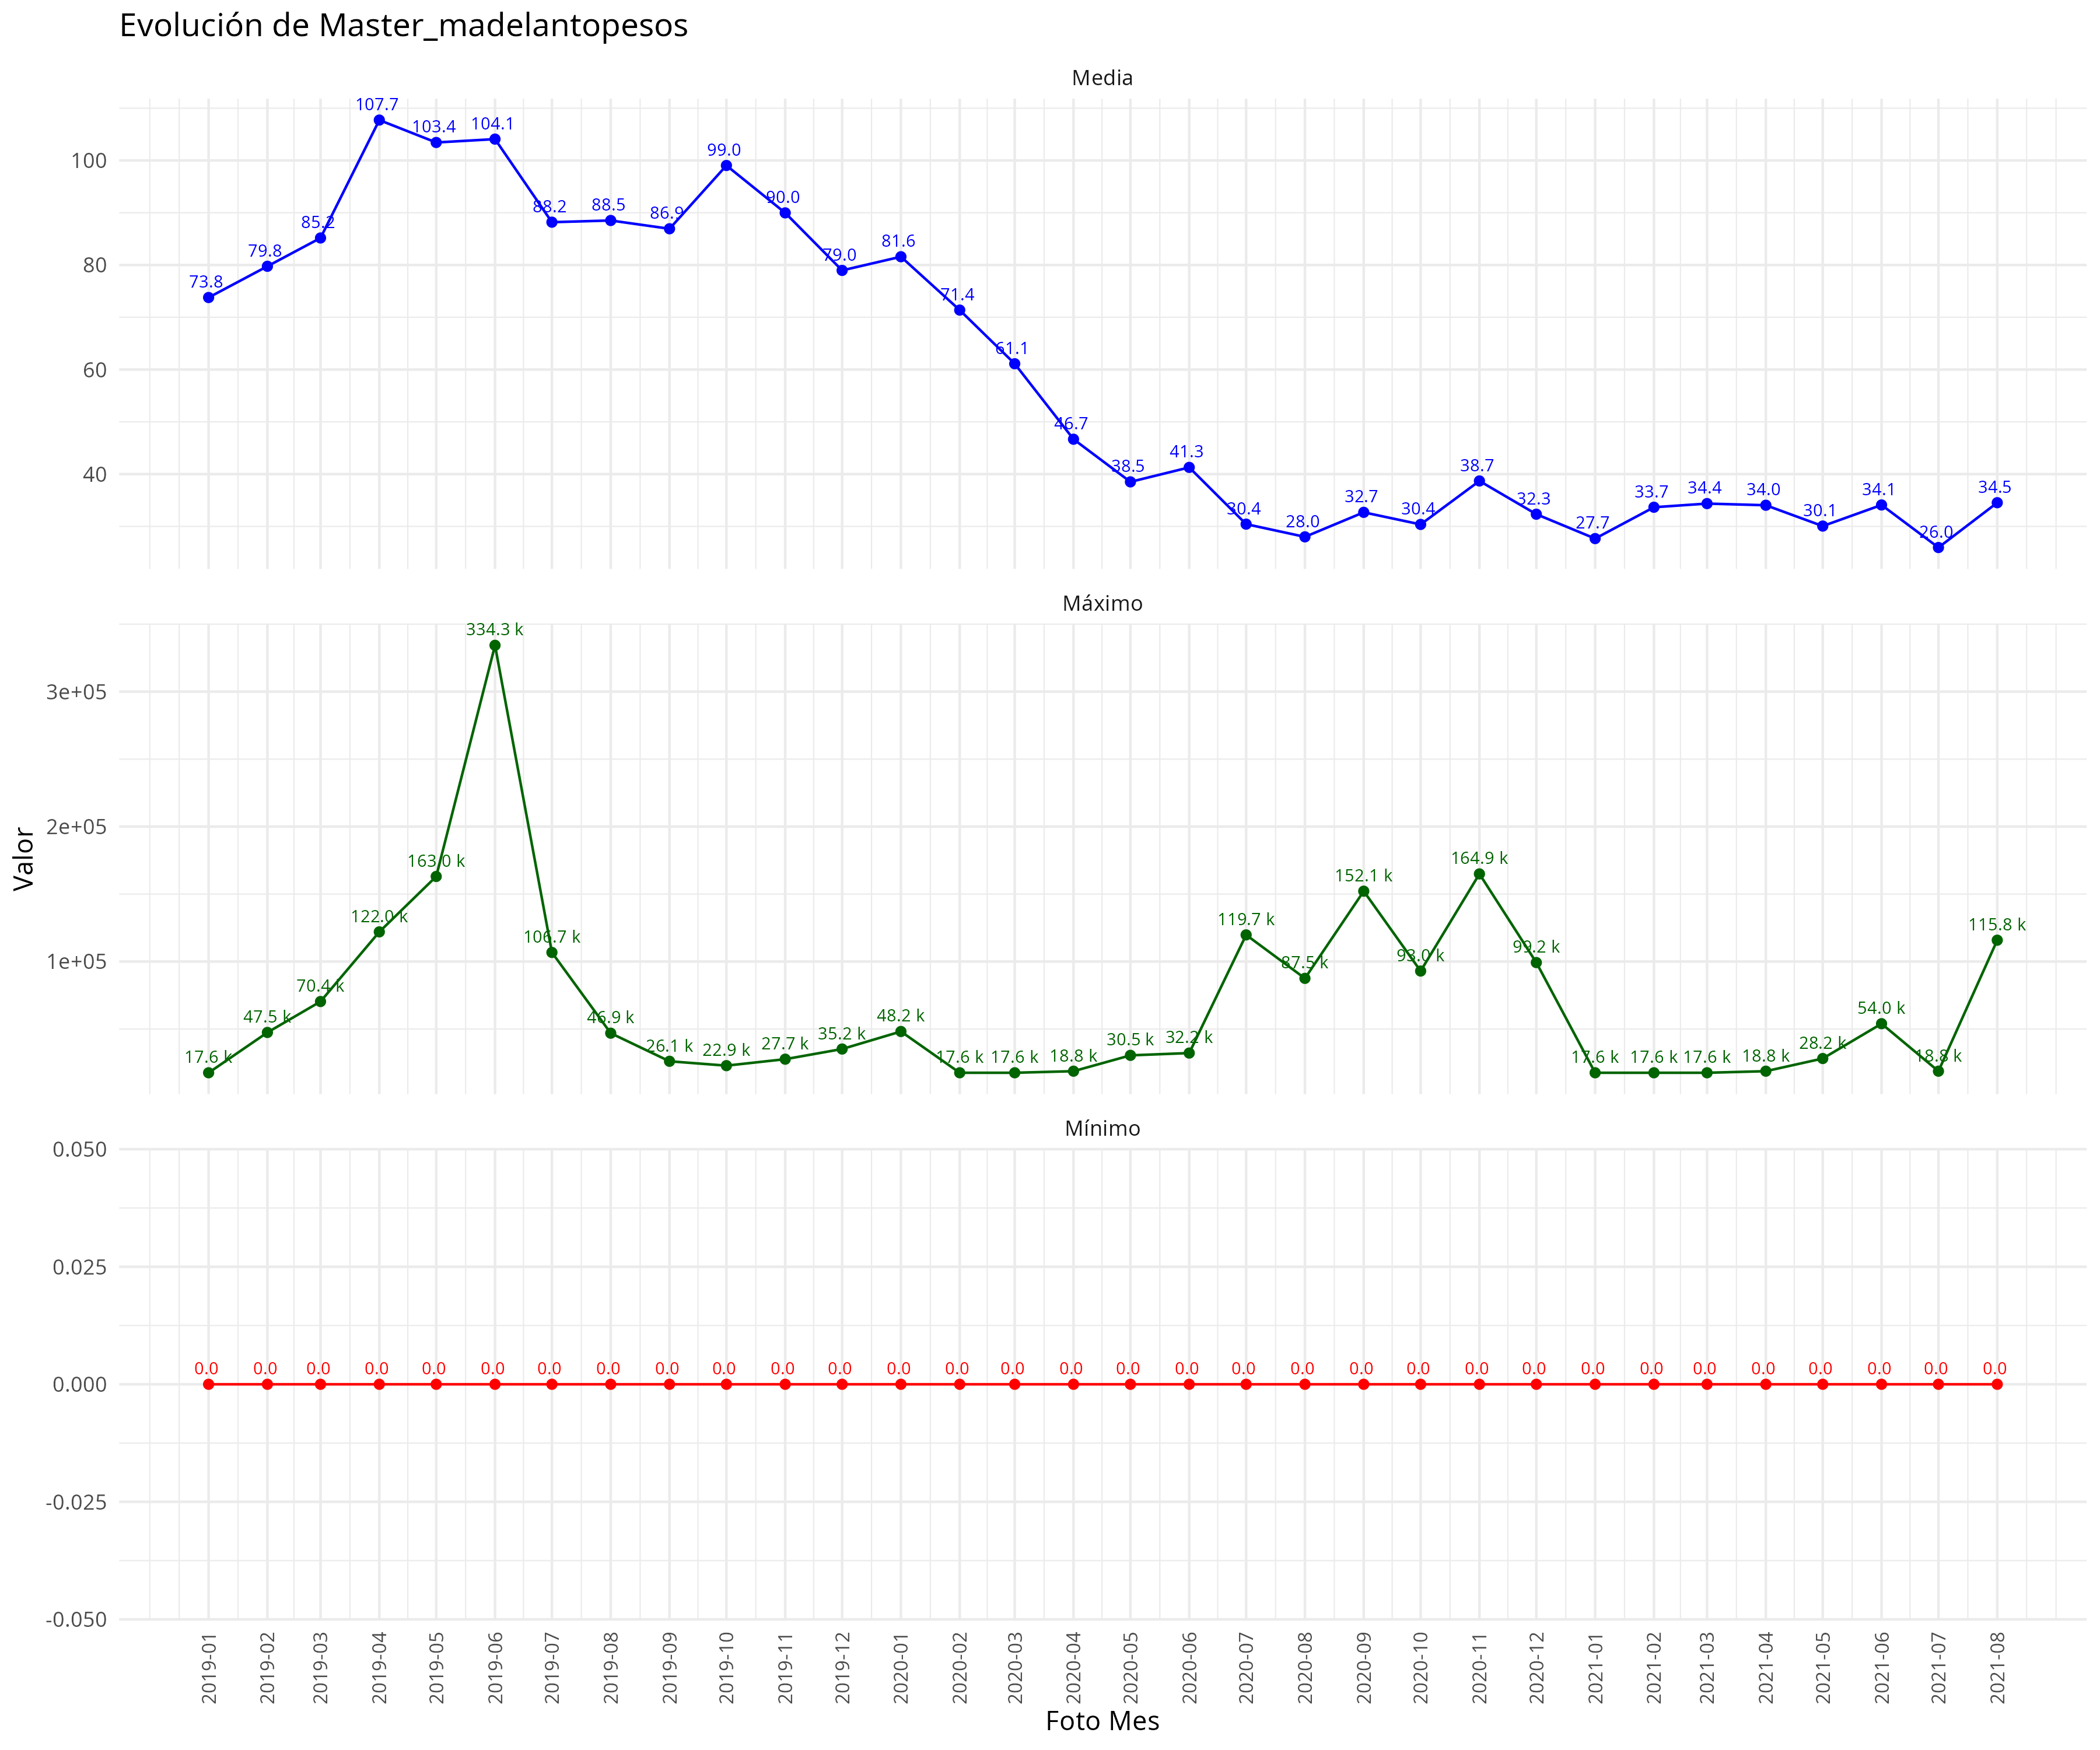 Evolución de Master_madelantopesos
Media
107.7
103.4 104.1
99.0
100
88.2 88.5 86.9 90.0
85.2
79.8 79.0 81.6
80
73.8 71.4
61.1
60
46.7
41.3
38.5 38.7
40
30.4 28.0 32.7 30.4 32.3 27.7 33.7 34.4 34.0 30.1 34.1 26.0 34.5
Máximo
334.3 k
3e+05
2e+05
163.0 k 164.9 k
152.1 k
122.0 k 119.7 k 115.8 k
106.7 k
1e+05
87.5 k 93.0 k 99.2 k
70.4 k
47.5 k 46.9 k 48.2 k 54.0 k
17.6 k 26.1 k 22.9 k 27.7 k 35.2 k 17.6 k 17.6 k 18.8 k 30.5 k 32.2 k 17.6 k 17.6 k 17.6 k 18.8 k 28.2 k 18.8 k
Valor
Mínimo
0.050
0.025
0.0 0.0 0.0 0.0 0.0 0.0 0.0 0.0 0.0 0.0 0.0 0.0 0.0 0.0 0.0 0.0 0.0 0.0 0.0 0.0 0.0 0.0 0.0 0.0 0.0 0.0 0.0 0.0 0.0 0.0 0.0 0.0
0.000
-0.025
-0.050
2019-01 2019-02 2019-03 2019-04 2019-05 2019-06 2019-07 2019-08 2019-09 2019-10 2019-11 2019-12 2020-01 2020-02 2020-03 2020-04 2020-05 2020-06 2020-07 2020-08 2020-09 2020-10 2020-11 2020-12 2021-01 2021-02 2021-03 2021-04 2021-05 2021-06 2021-07 2021-08
Foto Mes